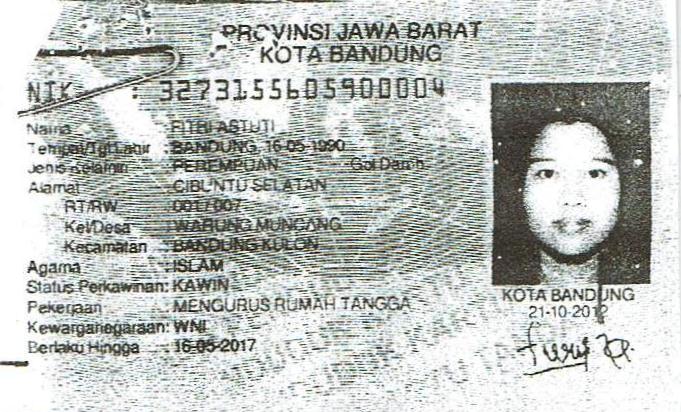 PROVINSI JAWA BARAT
KOTA BANDUNG
NIK : 3273155605900004
Nama : FITRI ASTUTI
Tempat/Tgl Lahir : BANDUNG, 16-05-1990
Jenis Kelamin : PEREMPUAN Gol Darah
Alamat : CIBUNTU SELATAN
RT/RW : 001 / 007
Kel/Desa : WARUNG MUNCANG
Kecamatan : BANDUNG KULON
Agama : ISLAM
Status Perkawinan: KAWIN
Pekerjaan : MENGURUS RUMAH TANGGA
Kewarganegaraan: WNI
Berlaku Hingga : 16-05-2017
KOTA BANDUNG
21-10-2012